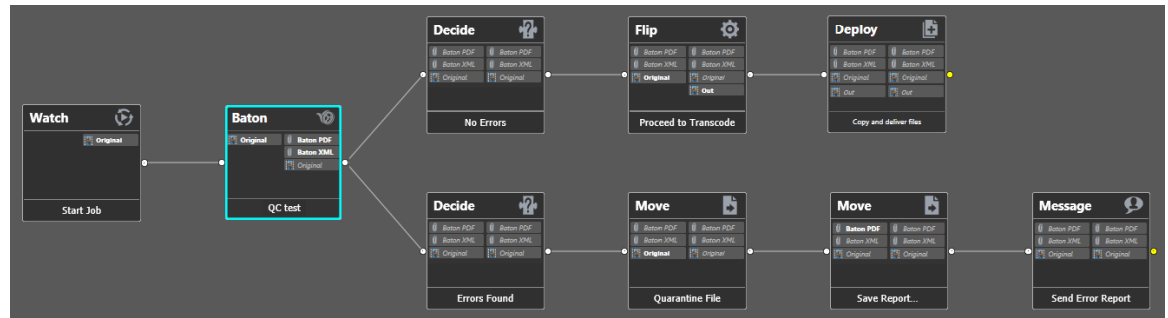 Watch
Original
Start Job
Baton
Original Baton PDF
Baton XML
Original
QC test
Decide
Baton PDF Baton PDF
Baton XML Baton XML
Original Original
No Errors
Flip
Baton PDF Baton PDF
Baton XML Baton XML
Original Originer
Out
Proceed to Transcode
Deploy
Baton PDF Baton PDF
Baton XML Baton XML
Original Original
Out Out
Copy and deliver files
Decide
Baton PDF Baton PDF
Baton XML Baton XML
Original Original
Errors Found
Move
Baton PDF Baton PDF
Baton XML Baton XML
Original Original
Quarantine File
Move
Baton PDF Baton PDF
Baton XML Baton XML
Original Original
Save Report...
Message
Baton PDF Baton PDF
Baton XML Baton XML
Original Original
Send Error Report